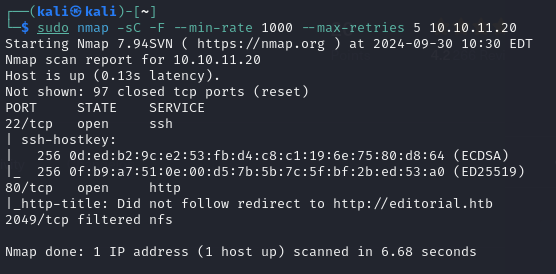 ┌──(kali㉿kali)-[~]
└─$ sudo nmap -sC -F --min-rate 1000 --max-retries 5 10.10.11.20
Starting Nmap 7.94SVN ( https://nmap.org ) at 2024-09-30 10:30 EDT
Nmap scan report for 10.10.11.20
Host is up (0.13s latency).
Not shown: 97 closed tcp ports (reset)
PORT     STATE    SERVICE
22/tcp   open     ssh
| ssh-hostkey:
|   256 0d:ed:b2:9c:e2:53:fb:d4:c8:c1:19:6e:75:80:d8:64 (ECDSA)
|_  256 0f:b9:a7:51:0e:00:d5:7b:5b:7c:5f:bf:2b:ed:53:a0 (ED25519)
80/tcp   open     http
|_http-title: Did not follow redirect to http://editorial.htb
2049/tcp filtered nfs
Nmap done: 1 IP address (1 host up) scanned in 6.68 seconds